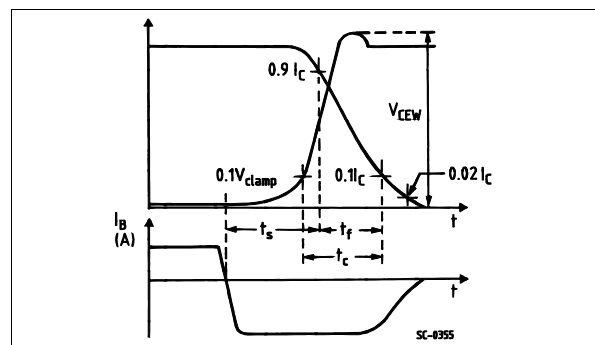 0.9 I_C
V_CEW
0.1V_clamp
0.1I_C
0.02 I_C
I_B
(A)
t
t_s
t_f
t_c
t
SC-0355